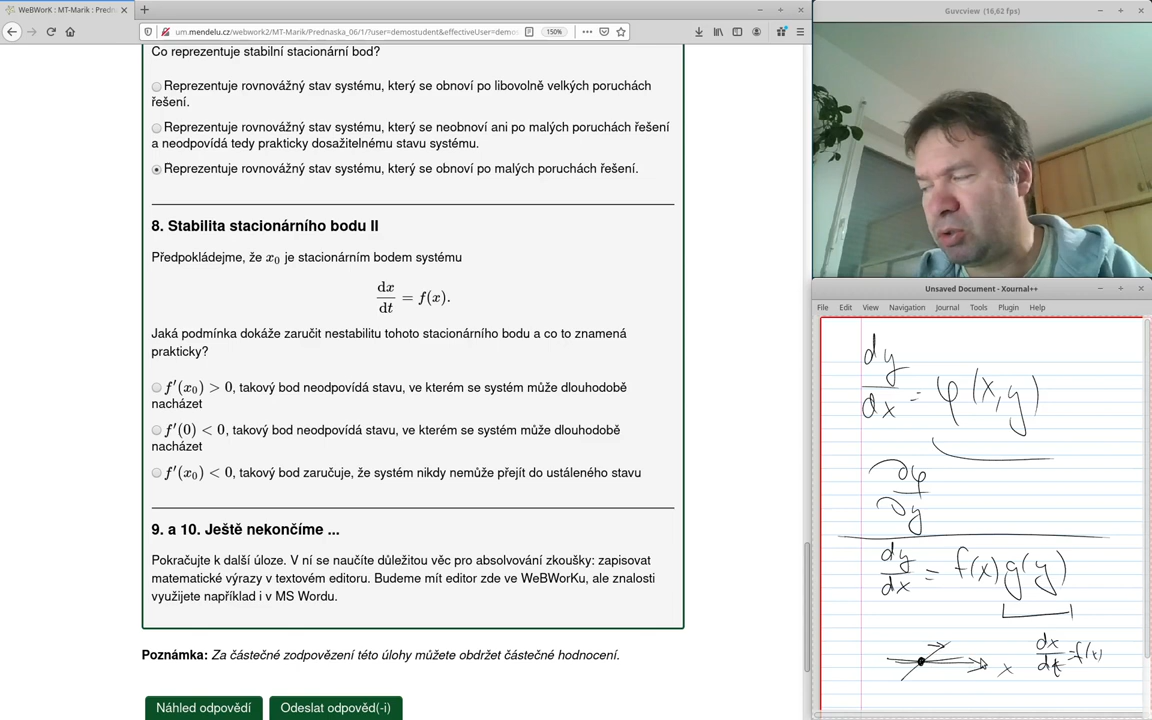 WeBWorK : MT-Marik : Předn
Guvcview (16,62 fps)
um.mendelu.cz/webwork2/MT-Marik/Prednaska_06/1/?user=demostudent&effectiveUser=demos
150%
Co reprezentuje stabilní stacionární bod?
Reprezentuje rovnovážný stav systému, který se obnoví po libovolně velkých poruchách
řešení.
Reprezentuje rovnovážný stav systému, který se neobnoví ani po malých poruchách řešení
a neodpovídá tedy prakticky dosažitelnému stavu systému.
Reprezentuje rovnovážný stav systému, který se obnoví po malých poruchách řešení.
8. Stabilita stacionárního bodu II
Předpokládejme, že x₀ je stacionárním bodem systému
dx/dt = f(x).
Jaká podmínka dokáže zaručit nestabilitu tohoto stacionárního bodu a co to znamená
prakticky?
f′(x₀) > 0, takový bod neodpovídá stavu, ve kterém se systém může dlouhodobě
nacházet
f′(0) < 0, takový bod neodpovídá stavu, ve kterém se systém může dlouhodobě
nacházet
f′(x₀) < 0, takový bod zaručuje, že systém nikdy nemůže přejít do ustáleného stavu
9. a 10. Ještě nekončíme ...
Pokračujte k další úloze. V ní se naučíte důležitou věc pro absolvování zkoušky: zapisovat
matematické výrazy v textovém editoru. Budeme mít editor zde ve WeBWorKu, ale znalosti
využijete například i v MS Wordu.
Poznámka: Za částečné zodpovězení této úlohy můžete obdržet částečné hodnocení.
Náhled odpovědí
Odeslat odpověd(-i)
Unsaved Document - Xournal++
File Edit View Navigation Journal Tools Plugin Help
dy/dx = φ(x,y)
∂φ/∂y
dy/dx = f(x)g(y)
x
dx/dt = f(x)